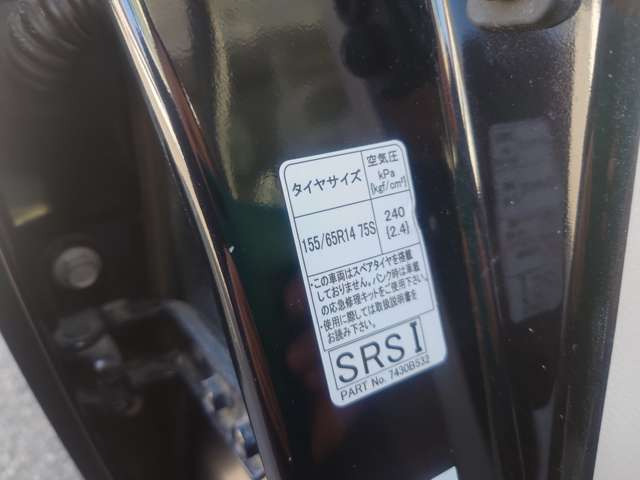 タイヤサイズ
空気圧
kPa
{kgf/cm²}
155/65R14 75S
240
{2.4}
・この車両はスペアタイヤを搭載
しておりません。パンク時は車載
の応急修理キットをご使用下さい。
・使用に関しては取扱説明書を
お読み下さい。
SRS I
PART No. 7430B532